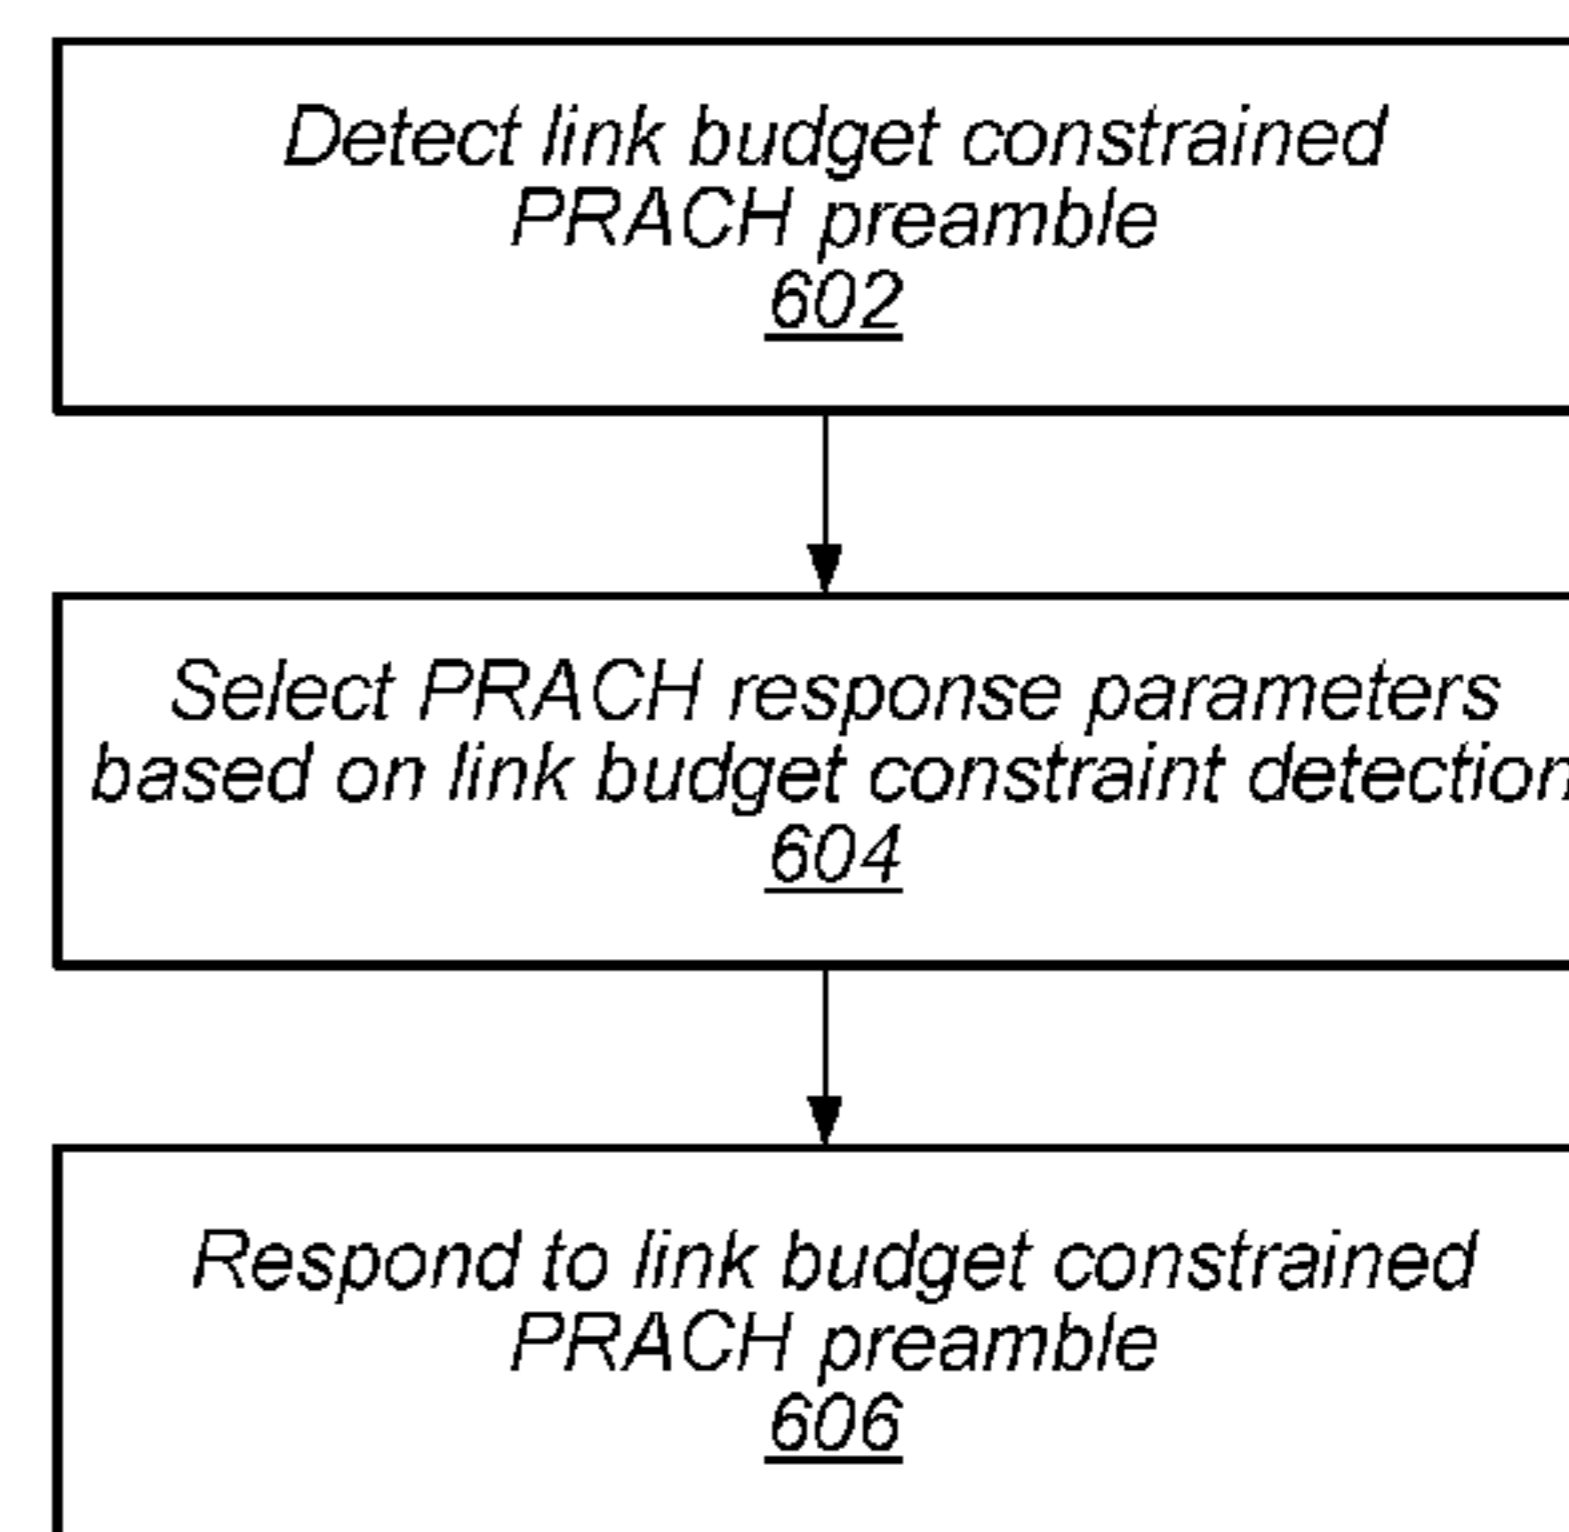 Detect link budget constrained
PRACH preamble
602
Select PRACH response parameters
based on link budget constraint detection
604
Respond to link budget constrained
PRACH preamble
606